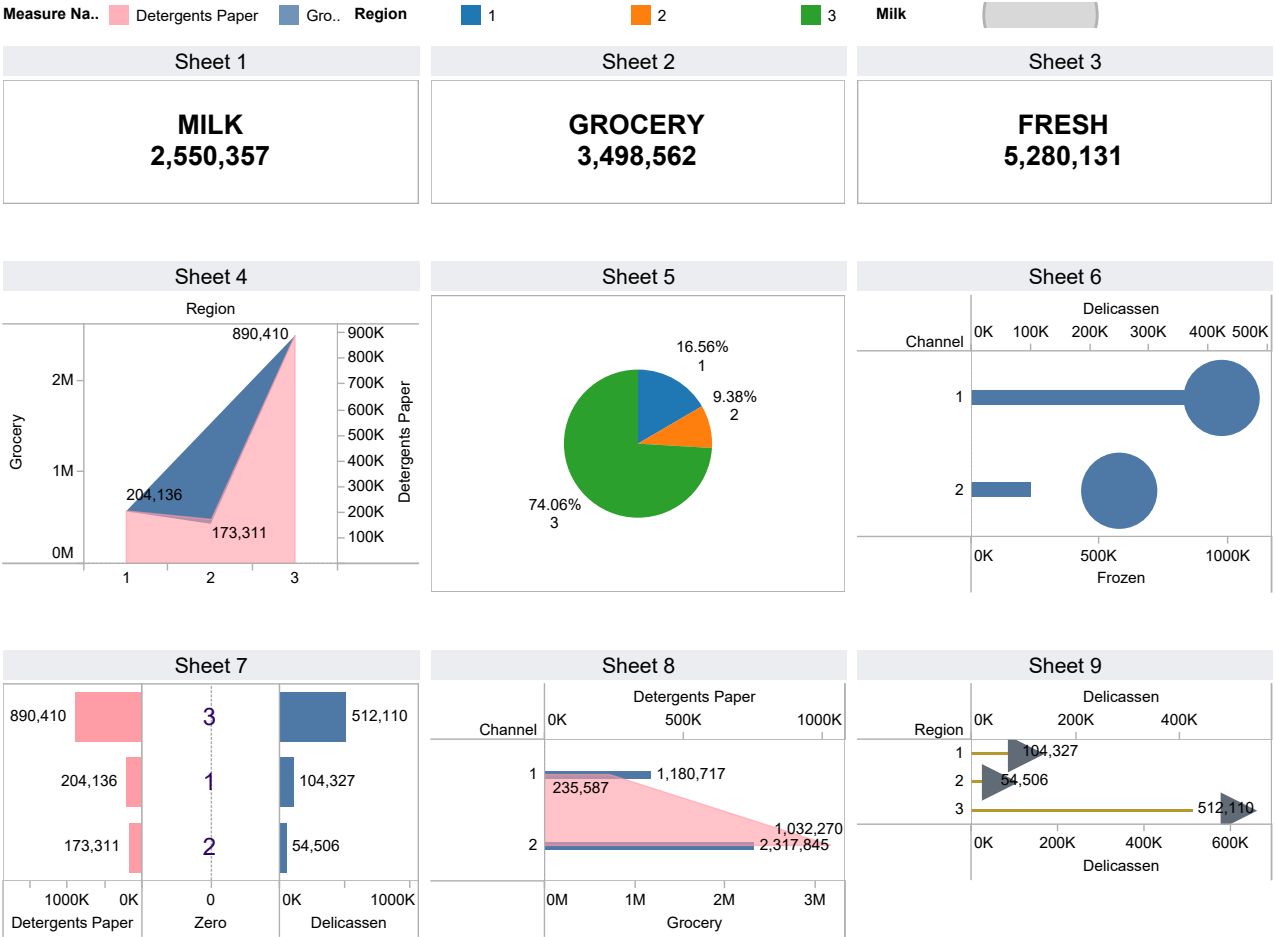 Measure Na..
Detergents Paper
Gro..
Region
1
2
3
Milk
Sheet 1
MILK
2,550,357
Sheet 2
GROCERY
3,498,562
Sheet 3
FRESH
5,280,131
Sheet 4
Region
Grocery
2M
1M
0M
890,410
204,136
173,311
1
2
3
900K
800K
700K
600K
500K
400K
300K
200K
100K
Detergents Paper
Sheet 5
16.56%
1
9.38%
2
74.06%
3
Sheet 6
Delicassen
Channel
0K 100K 200K 300K 400K 500K
1
2
0K 500K 1000K
Frozen
Sheet 7
890,410 3 512,110
204,136 1 104,327
173,311 2 54,506
1000K 0K 0 0K 1000K
Detergents Paper Zero Delicassen
Sheet 8
Detergents Paper
Channel
0K 500K 1000K
1
1,180,717
235,587
1,032,270
2
2,317,845
0M 1M 2M 3M
Grocery
Sheet 9
Delicassen
Region
0K 200K 400K
1 104,327
2 54,506
3 512,110
0K 200K 400K 600K
Delicassen